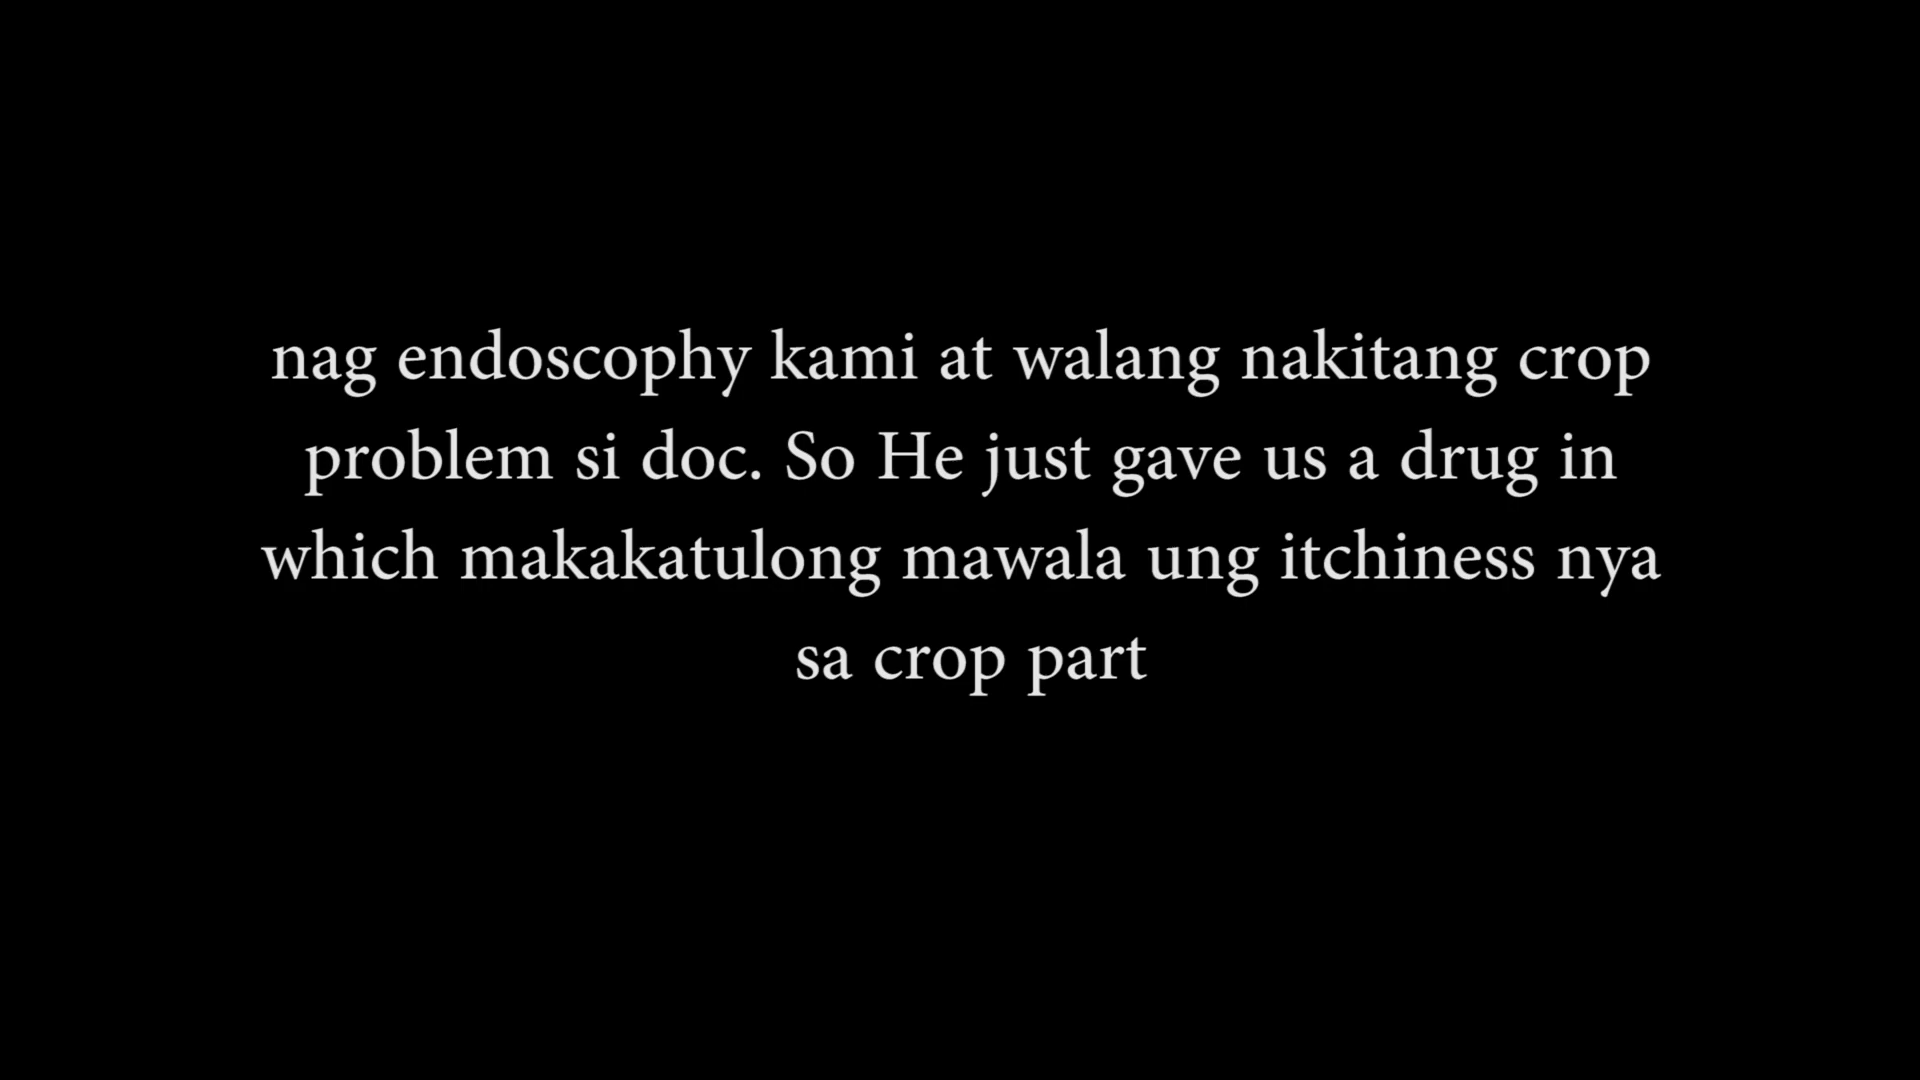 nag endoscophy kami at walang nakitang crop
problem si doc. So He just gave us a drug in
which makakatulong mawala ung itchiness nya
sa crop part